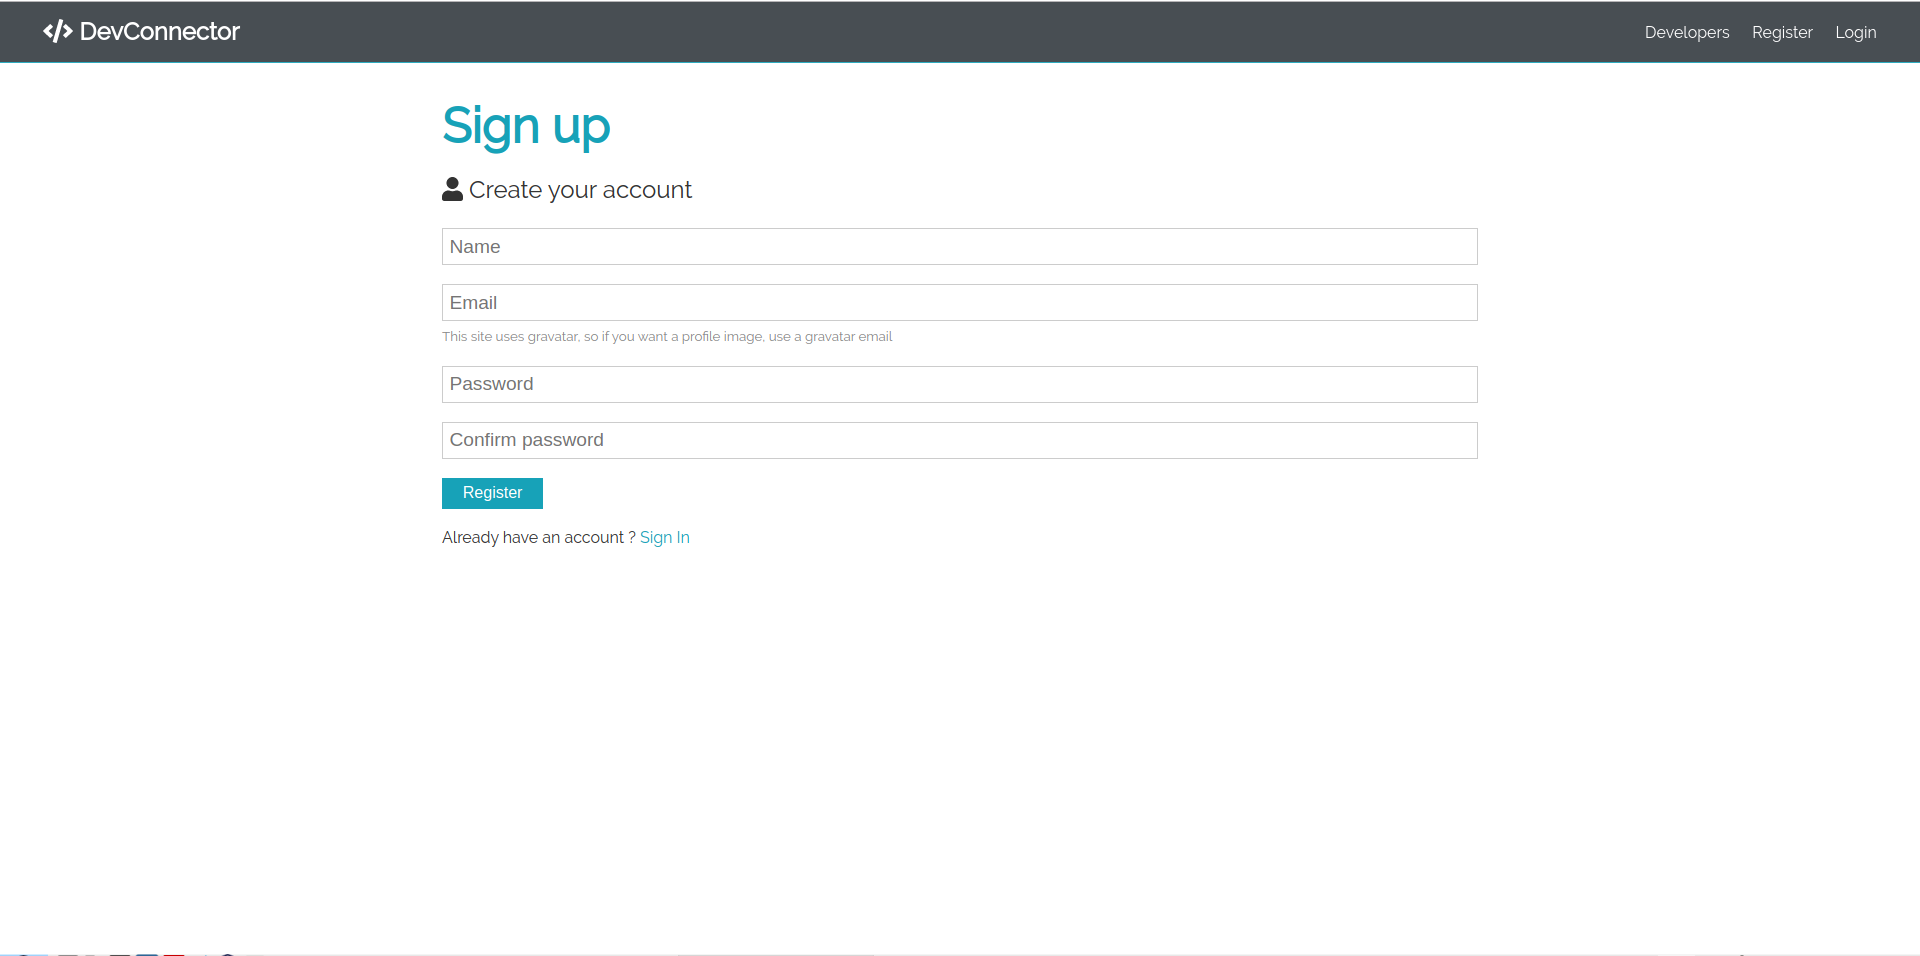 </> DevConnector
Developers Register Login
Sign up
Create your account
Name
Email
This site uses gravatar, so if you want a profile image, use a gravatar email
Password
Confirm password
Register
Already have an account ? Sign In